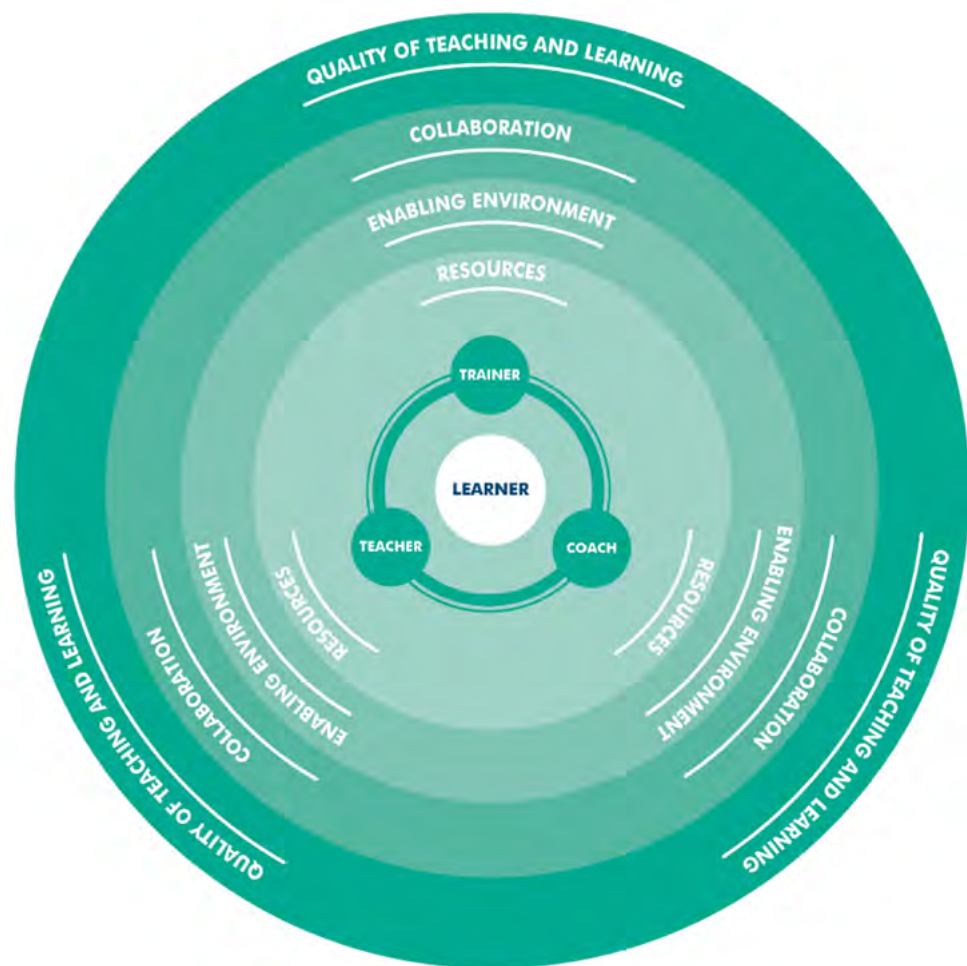 QUALITY OF TEACHING AND LEARNING
COLLABORATION
ENABLING ENVIRONMENT
RESOURCES
TRAINER
LEARNER
TEACHER
COACH
QUALITY OF TEACHING AND LEARNING
COLLABORATION
ENABLING ENVIRONMENT
RESOURCES
RESOURCES
ENABLING ENVIRONMENT
COLLABORATION
QUALITY OF TEACHING AND LEARNING